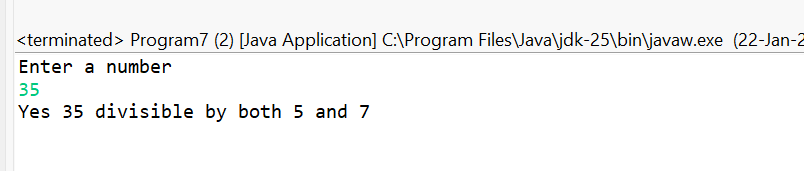 <terminated> Program7 (2) [Java Application] C:\Program Files\Java\jdk-25\bin\javaw.exe (22-Jan-2
Enter a number
35
Yes 35 divisible by both 5 and 7